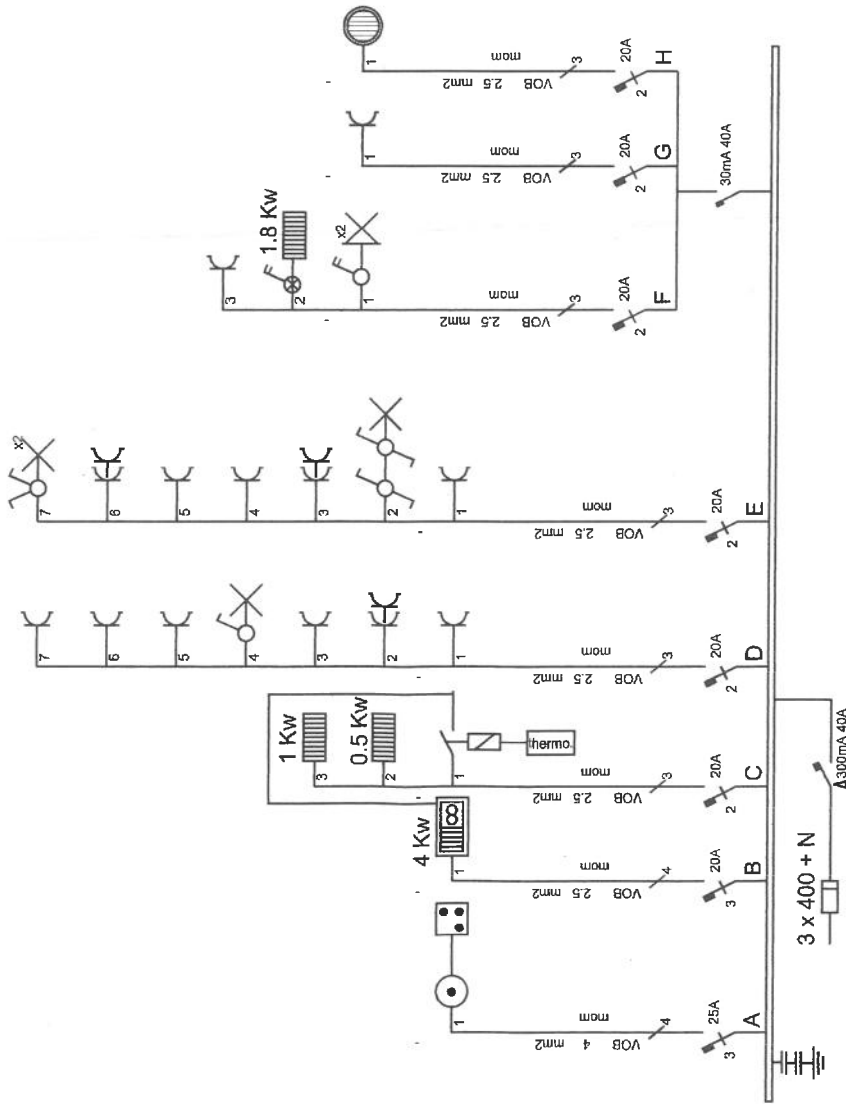 1
mom
VOB 2.5 mm2
3
20A
2
H
1
mom
VOB 2.5 mm2
3
20A
2
G
30mA 40A
3
1.8 Kw
2
x2
1
mom
VOB 2.5 mm2
3
20A
2
F
x2
7
6
5
4
3
2
1
mom
VOB 2.5 mm2
3
20A
2
E
7
6
5
4
3
2
1
mom
VOB 2.5 mm2
3
20A
2
D
1 Kw
3
0.5 Kw
2
thermo.
1
mom
VOB 2.5 mm2
3
20A
2
C
4 Kw
1
mom
VOB 2.5 mm2
4
20A
3
B
1
mom
VOB 4 mm2
4
25A
3
A
3 x 400 + N
Δ300mA 40A